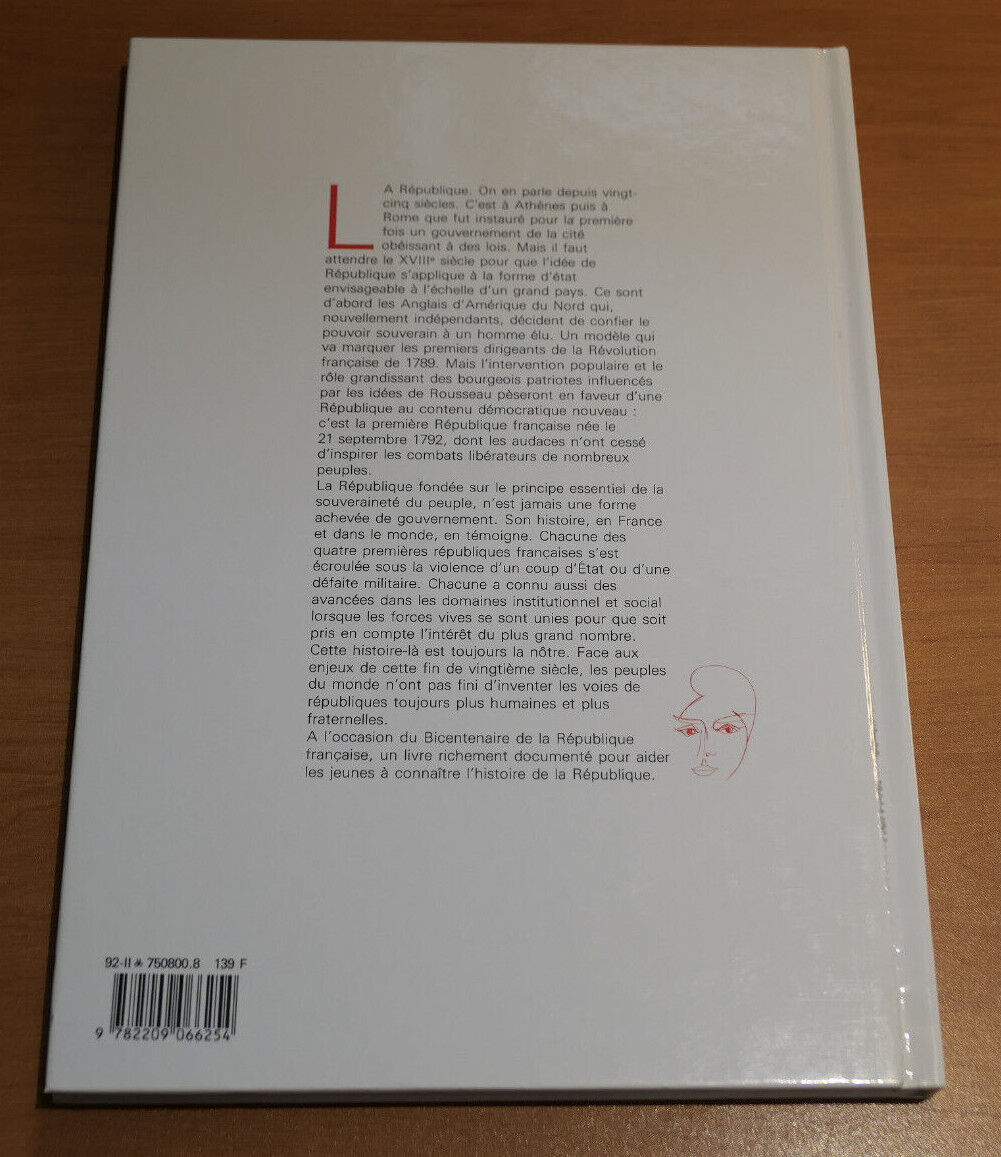 LA République. On en parle depuis vingt-
cinq siècles. C'est à Athènes puis à
Rome que fut instauré pour la première
fois un gouvernement de la cité
obéissant à des lois. Mais il faut
attendre le XVIIIe siècle pour que l'idée de
République s'applique à la forme d'état
envisageable à l'échelle d'un grand pays. Ce sont
d'abord les Anglais d'Amérique du Nord qui,
nouvellement indépendants, décident de confier le
pouvoir souverain à un homme élu. Un modèle qui
va marquer les premiers dirigeants de la Révolution
française de 1789. Mais l'intervention populaire et le
rôle grandissant des bourgeois patriotes influencés
par les idées de Rousseau pèseront en faveur d'une
République au contenu démocratique nouveau :
c'est la première République française née le
21 septembre 1792, dont les audaces n'ont cessé
d'inspirer les combats libérateurs de nombreux
peuples.
La République fondée sur le principe essentiel de la
souveraineté du peuple, n'est jamais une forme
achevée de gouvernement. Son histoire, en France
et dans le monde, en témoigne. Chacune des
quatre premières républiques françaises s'est
écroulée sous la violence d'un coup d'État ou d'une
défaite militaire. Chacune a connu aussi des
avancées dans les domaines institutionnel et social
lorsque les forces vives se sont unies pour que soit
pris en compte l'intérêt du plus grand nombre.
Cette histoire-là est toujours la nôtre. Face aux
enjeux de cette fin de vingtième siècle, les peuples
du monde n'ont pas fini d'inventer les voies de
républiques toujours plus humaines et plus
fraternelles.
A l'occasion du Bicentenaire de la République
française, un livre richement documenté pour aider
les jeunes à connaître l'histoire de la République.
92-II * 750800.8 139 F
9 782209 066254